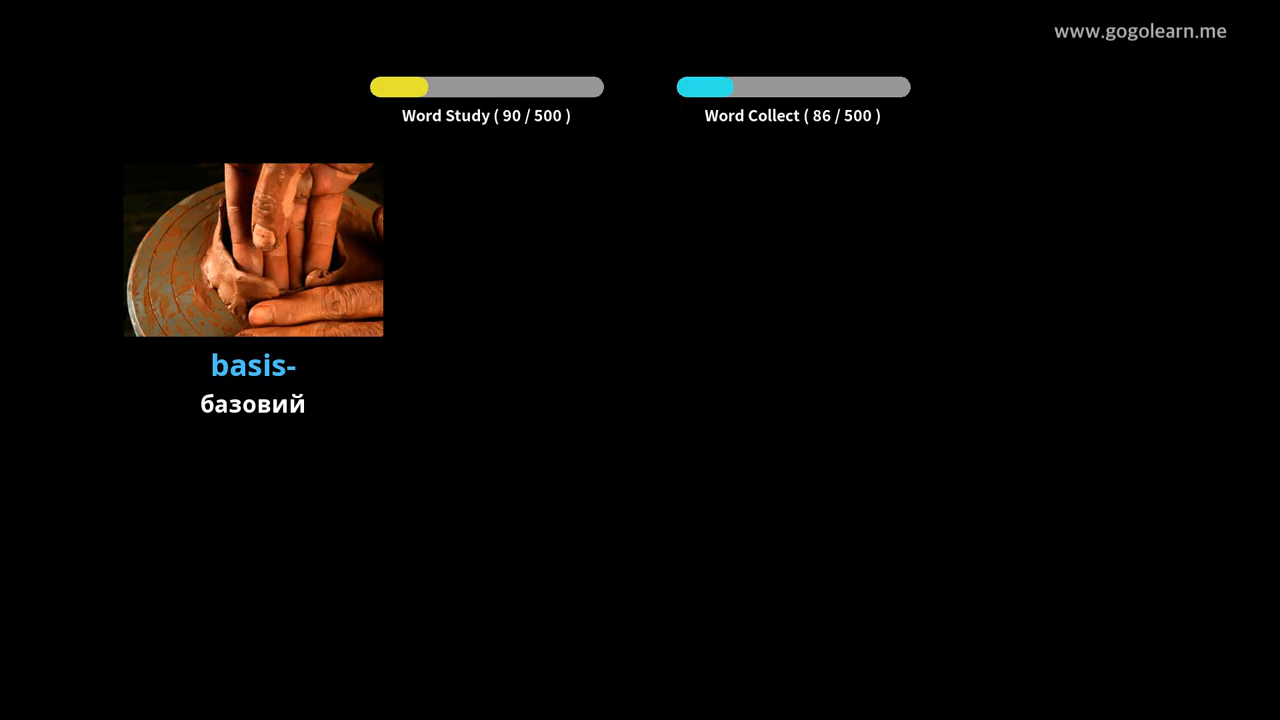 www.gogolearn.me
Word Study ( 90 / 500 )
Word Collect ( 86 / 500 )
basis-
базовий